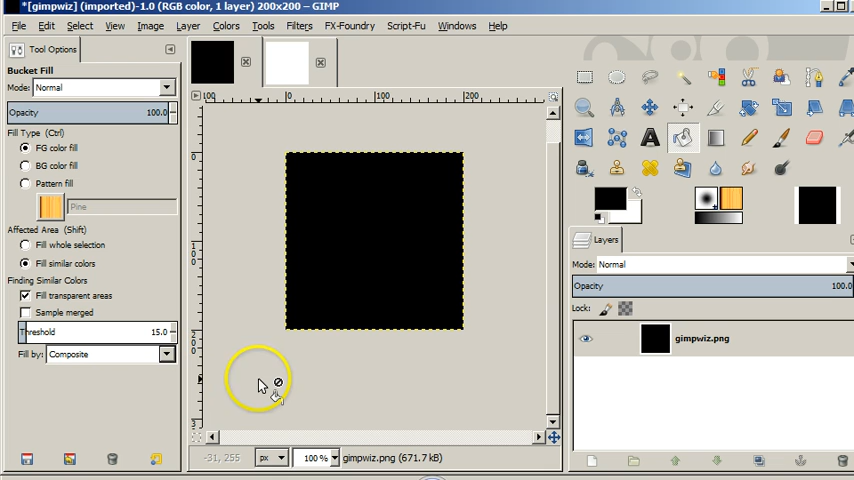 *[gimpwiz] (imported)-1.0 (RGB color, 1 layer) 200x200 – GIMP
File Edit Select View Image Layer Colors Tools Filters FX-Foundry Script-Fu Windows Help
Tool Options
Bucket Fill
Mode: Normal
Opacity 100.0
Fill Type (Ctrl)
FG color fill
BG color fill
Pattern fill
Pine
Affected Area (Shift)
Fill whole selection
Fill similar colors
Finding Similar Colors
Fill transparent areas
Sample merged
Threshold 15.0
Fill by: Composite
100 0 100 200
0
100
200
3
-31, 255 px 100 % gimpwiz.png (671.7 kB)
Layers
Mode: Normal
Opacity 100.0
Lock:
gimpwiz.png